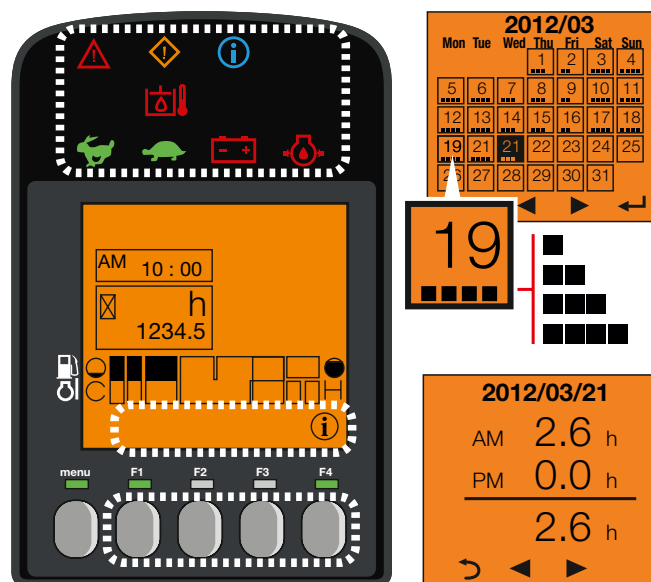 AM 10 : 00
h
1234.5
C H
i
menu F1 F2 F3 F4
2012/03
Mon Tue Wed Thu Fri Sat Sun
1 2 3 4
5 6 7 8 9 10 11
12 13 14 15 16 17 18
19 21 21 22 23 24 25
26 27 28 29 30 31
19
2012/03/21
AM 2.6 h
PM 0.0 h
2.6 h